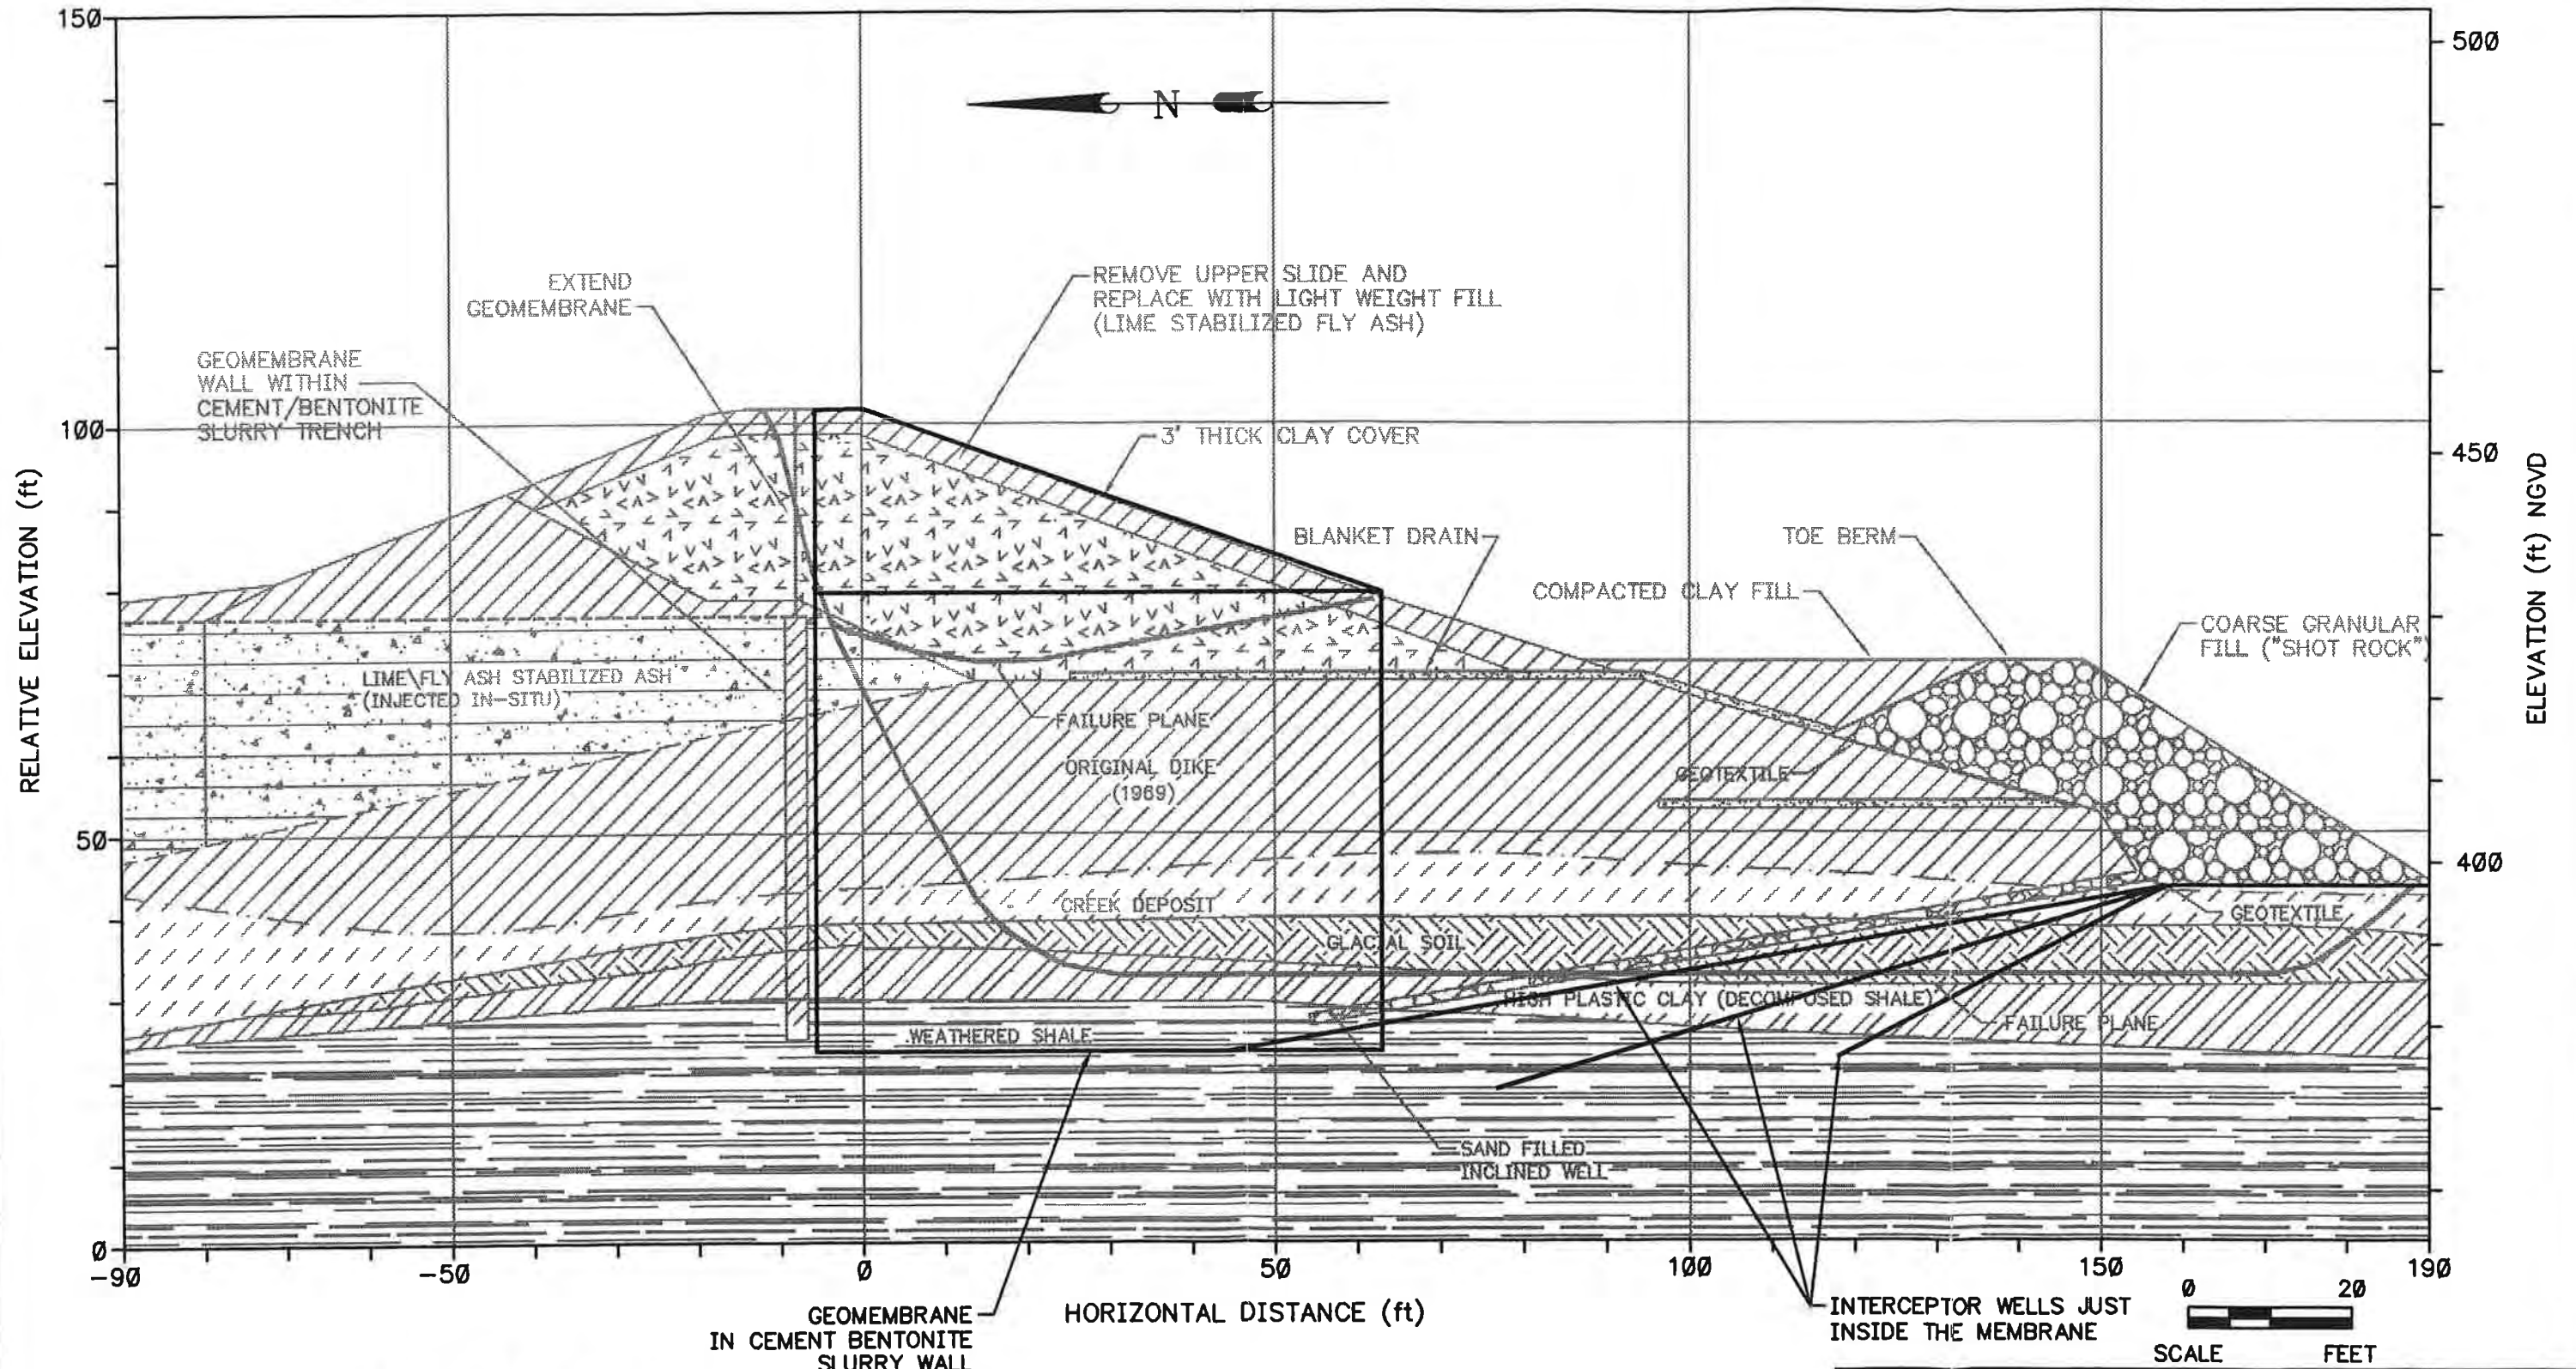 150
500
N
EXTEND
GEOMEMBRANE
REMOVE UPPER SLIDE AND
REPLACE WITH LIGHT WEIGHT FILL
(LIME STABILIZED FLY ASH)
GEOMEMBRANE
WALL WITHIN
CEMENT/BENTONITE
SLURRY TRENCH
100
3' THICK CLAY COVER
450
RELATIVE ELEVATION (ft)
ELEVATION (ft) NGVD
BLANKET DRAIN
TOE BERM
COMPACTED CLAY FILL
COARSE GRANULAR
FILL ("SHOT ROCK")
LIME\FLY ASH STABILIZED ASH
(INJECTED IN-SITU)
FAILURE PLANE
ORIGINAL DIKE
(1969)
GEOTEXTILE
50
400
CREEK DEPOSIT
GEOTEXTILE
GLACIAL SOIL
HIGH PLASTIC CLAY (DECOMPOSED SHALE)
FAILURE PLANE
WEATHERED SHALE
SAND FILLED
INCLINED WELL
0
-90
-50
0
50
100
150
190
HORIZONTAL DISTANCE (ft)
GEOMEMBRANE
IN CEMENT BENTONITE
SLURRY WALL
INTERCEPTOR WELLS JUST
INSIDE THE MEMBRANE
0 20
SCALE FEET